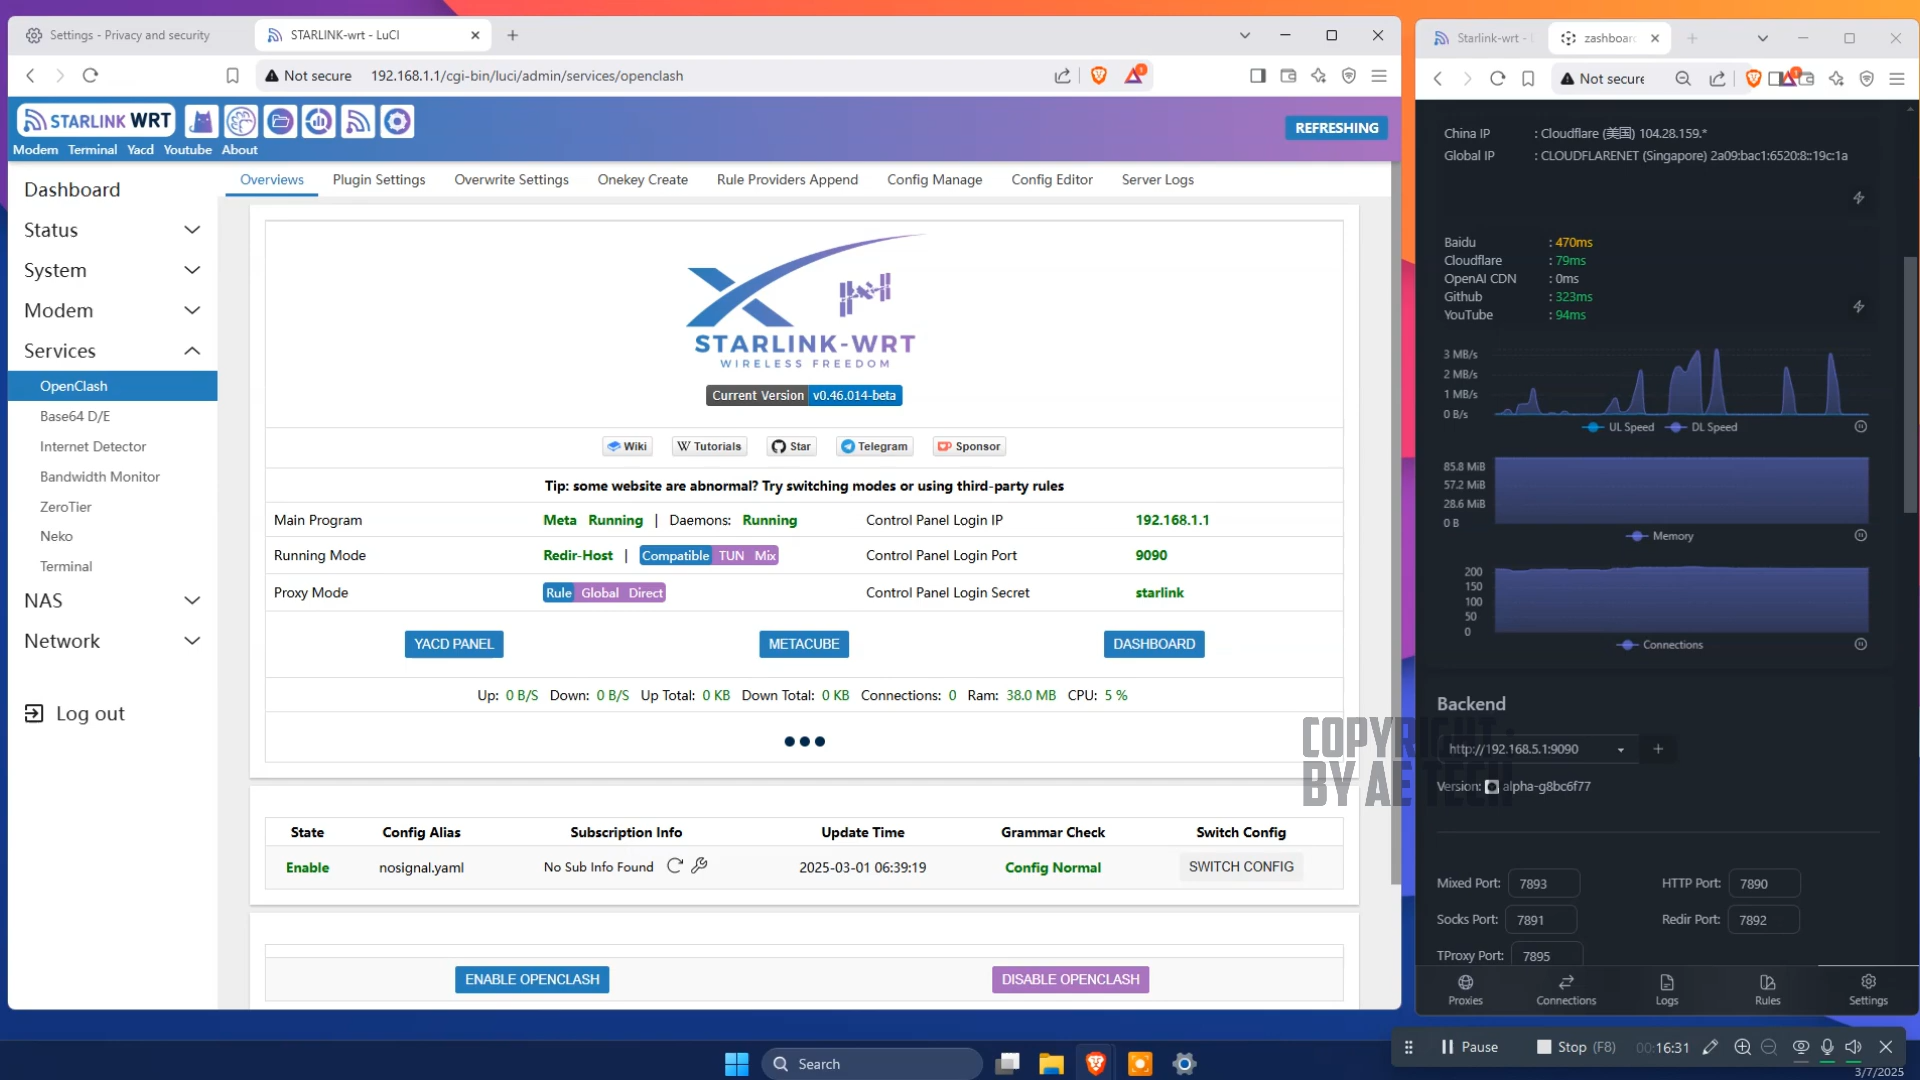 Settings - Privacy and security
STARLINK-wrt - LuCI
Not secure 192.168.1.1/cgi-bin/luci/admin/services/openclash
STARLINK WRT
REFRESHING
Modem Terminal Yacd Youtube About
Dashboard
Status
System
Modem
Services
OpenClash
Base64 D/E
Internet Detector
Bandwidth Monitor
ZeroTier
Neko
Terminal
NAS
Network
Log out
Overviews Plugin Settings Overwrite Settings Onekey Create Rule Providers Append Config Manage Config Editor Server Logs
STARLINK-WRT
WIRELESS FREEDOM
Current Version v0.46.014-beta
Wiki Tutorials Star Telegram Sponsor
Tip: some website are abnormal? Try switching modes or using third-party rules
Main Program Meta Running | Daemons: Running Control Panel Login IP 192.168.1.1
Running Mode Redir-Host | Compatible TUN Mix Control Panel Login Port 9090
Proxy Mode Rule Global Direct Control Panel Login Secret starlink
YACD PANEL METACUBE DASHBOARD
Up: 0 B/S Down: 0 B/S Up Total: 0 KB Down Total: 0 KB Connections: 0 Ram: 38.0 MB CPU: 5 %
State Config Alias Subscription Info Update Time Grammar Check Switch Config
Enable nosignal.yaml No Sub Info Found 2025-03-01 06:39:19 Config Normal SWITCH CONFIG
ENABLE OPENCLASH DISABLE OPENCLASH
Starlink-wrt -
zashboard
Not secure
China IP : Cloudflare (美国) 104.28.159.*
Global IP : CLOUDFLARENET (Singapore) 2a09:bac1:6520:8::19c:1a
Baidu : 470ms
Cloudflare : 79ms
OpenAI CDN : 0ms
Github : 323ms
YouTube : 94ms
3 MB/s
2 MB/s
1 MB/s
0 B/s
UL Speed DL Speed
85.8 MiB
57.2 MiB
28.6 MiB
0 B
Memory
200
150
100
50
0
Connections
Backend
http://192.168.5.1:9090
Version: alpha-g8bc6f77
COPYRIGHT :
BY AE TECH
Mixed Port: 7893 HTTP Port: 7890
Socks Port: 7891 Redir Port: 7892
TProxy Port: 7895
Proxies Connections Logs Rules Settings
Search
Pause Stop (F8) 00:16:31
3/7/2025